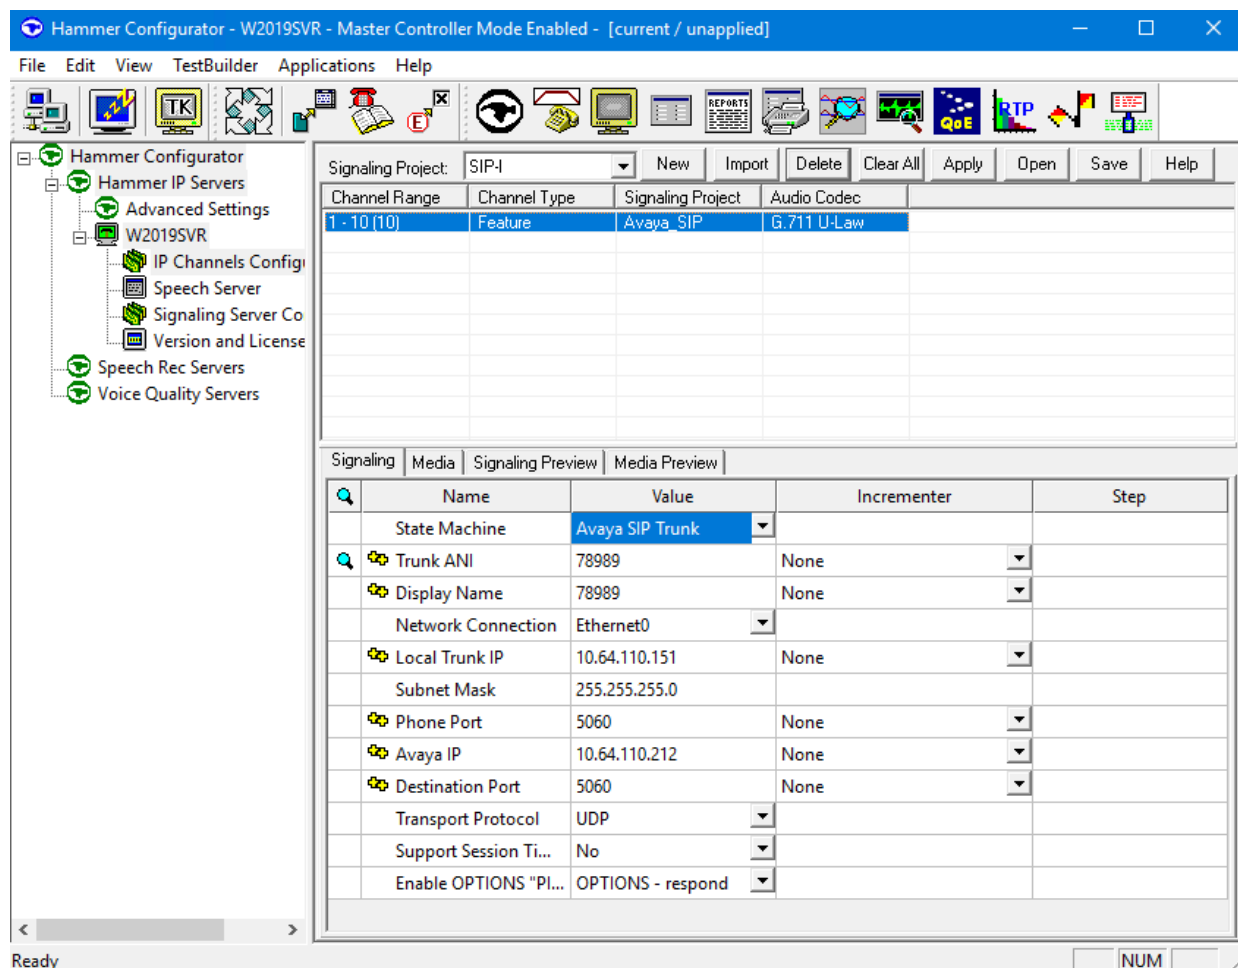 Hammer Configurator - W2019SVR - Master Controller Mode Enabled - [current / unapplied]
File Edit View TestBuilder Applications Help
TK E REPORTS QoE RTP
Hammer Configurator
Hammer IP Servers
Advanced Settings
W2019SVR
IP Channels Config
Speech Server
Signaling Server Co
Version and License
Speech Rec Servers
Voice Quality Servers
Signaling Project: SIP-I New Import Delete Clear All Apply Open Save Help
Channel Range Channel Type Signaling Project Audio Codec
1 - 10 (10) Feature Avaya_SIP G.711 U-Law
Signaling Media Signaling Preview Media Preview
Name Value Incrementer Step
State Machine Avaya SIP Trunk
Trunk ANI 78989 None
Display Name 78989 None
Network Connection Ethernet0
Local Trunk IP 10.64.110.151 None
Subnet Mask 255.255.255.0
Phone Port 5060 None
Avaya IP 10.64.110.212 None
Destination Port 5060 None
Transport Protocol UDP
Support Session Ti... No
Enable OPTIONS "PI... OPTIONS - respond
Ready NUM